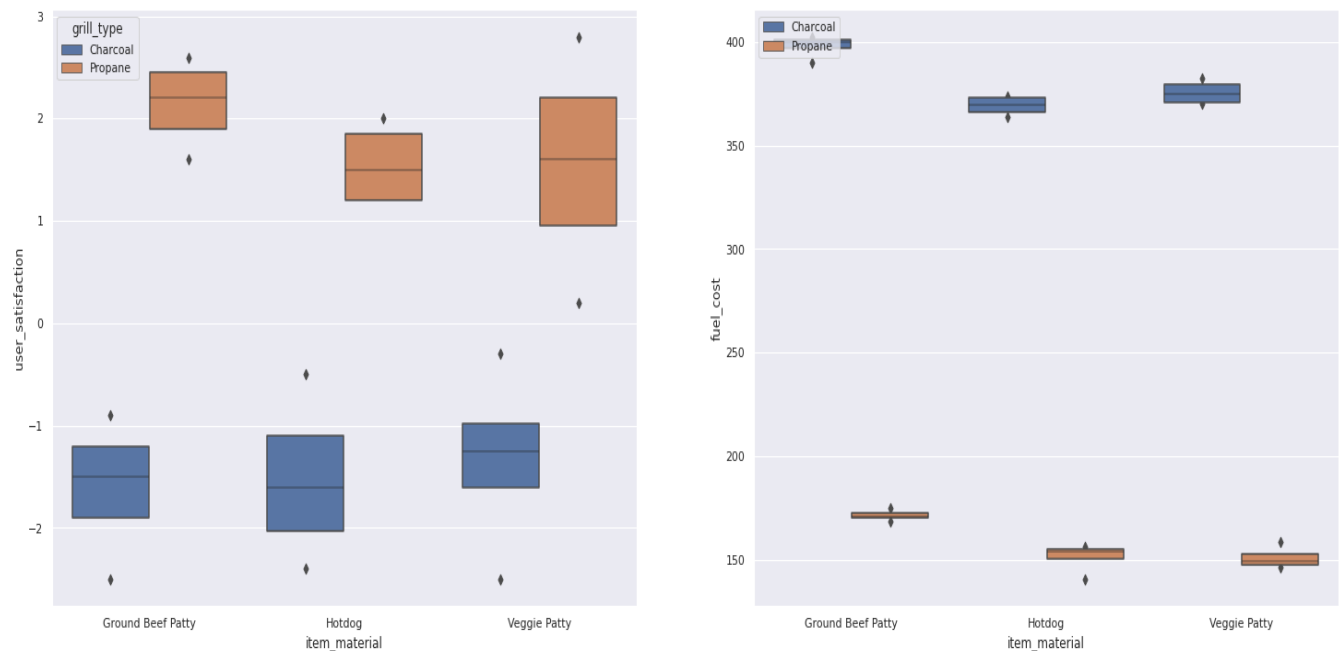 3
grill_type
Charcoal
Propane
2
1
0
−1
−2
user_satisfaction
Ground Beef Patty
Hotdog
Veggie Patty
item_material
Charcoal
Propane
400
350
300
250
200
150
fuel_cost
Ground Beef Patty
Hotdog
Veggie Patty
item_material